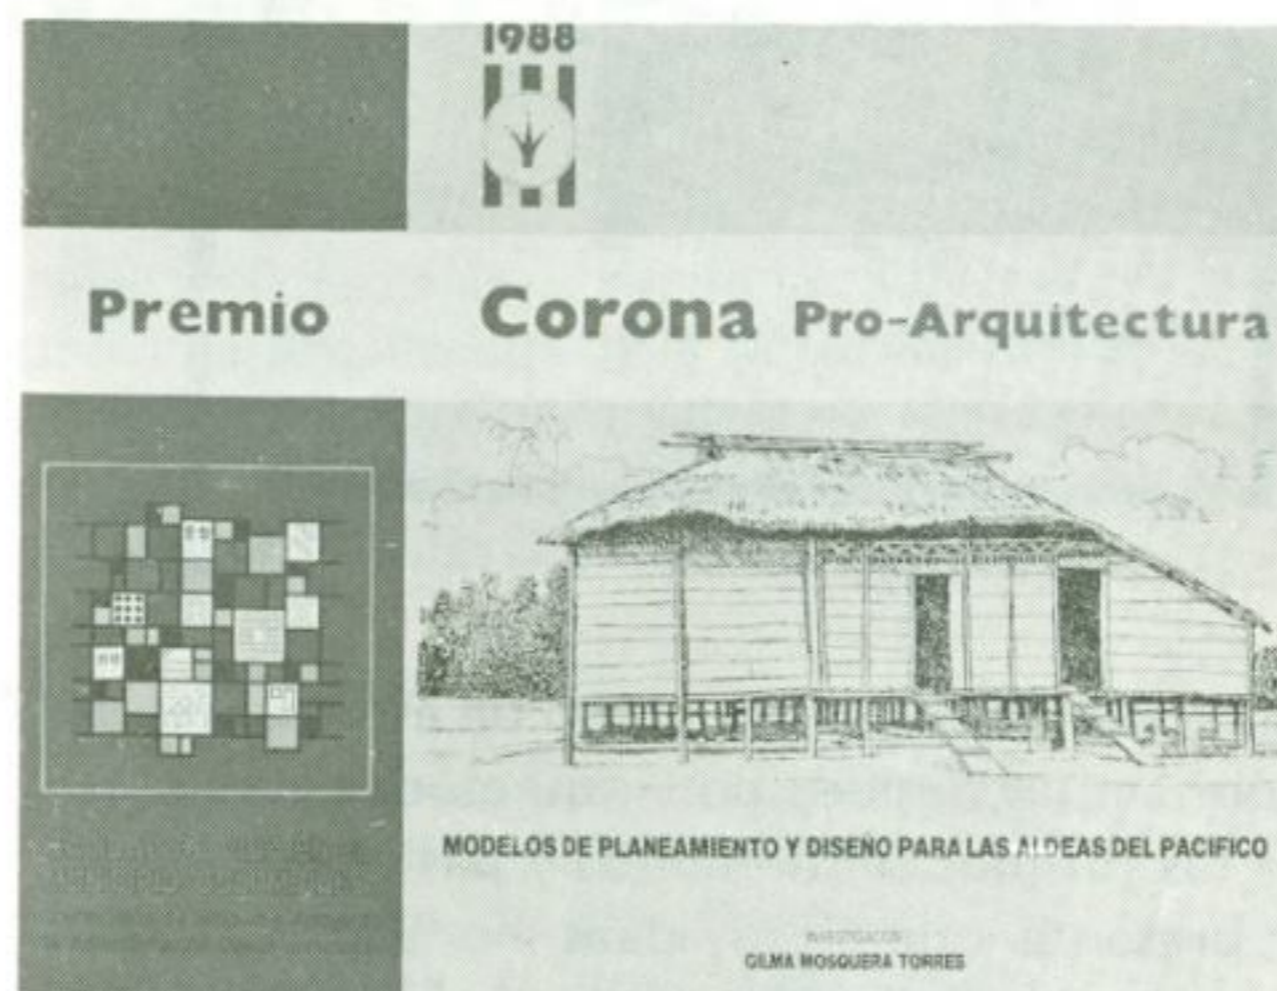 1988
Premio Corona Pro-Arquitectura
MODELOS DE PLANEAMIENTO Y DISEÑO PARA LAS ALDEAS DEL PACIFICO
INVESTIGACION
GILMA MOSQUERA TORRES